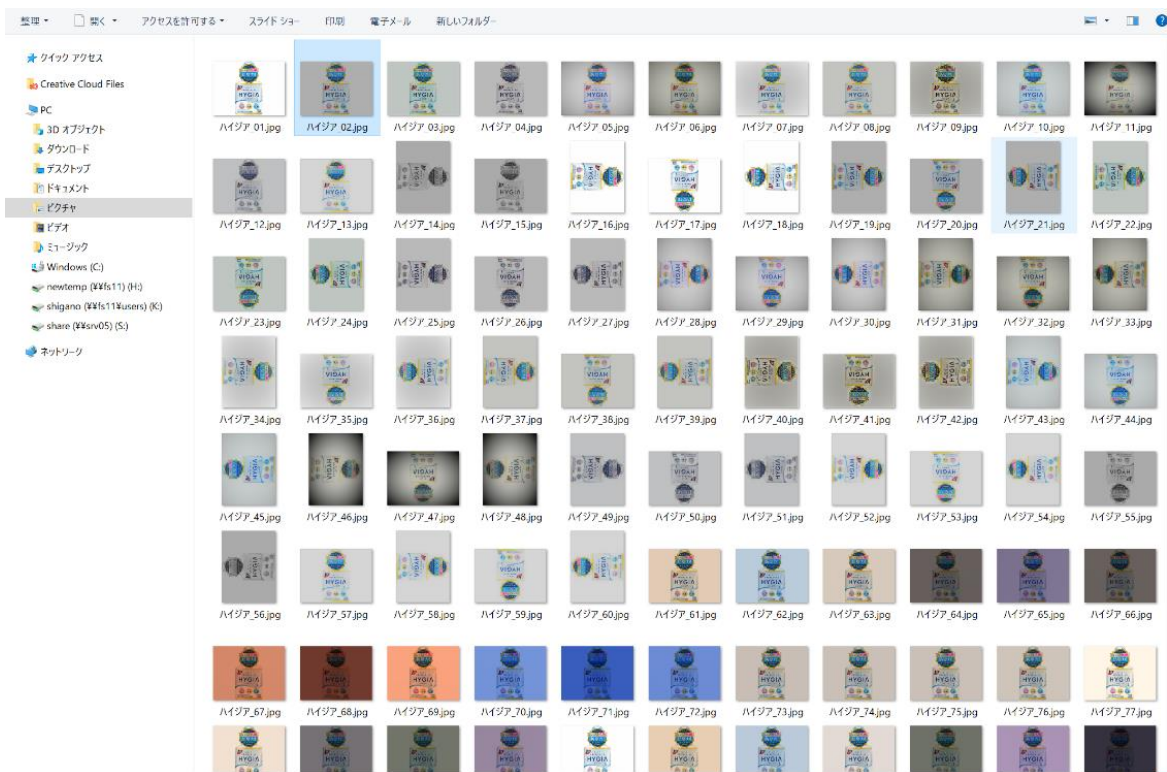 整理
開く
アクセスを許可する
スライド ショー
印刷
電子メール
新しいフォルダー
クイック アクセス
Creative Cloud Files
PC
3D オブジェクト
ダウンロード
デスクトップ
ドキュメント
ピクチャ
ビデオ
ミュージック
Windows (C:)
newtemp (¥¥fs11) (H:)
shigano (¥¥fs11¥users) (K:)
share (¥¥srv05) (S:)
ネットワーク
ハイジア_01.jpg ハイジア_02.jpg ハイジア_03.jpg ハイジア_04.jpg ハイジア_05.jpg ハイジア_06.jpg ハイジア_07.jpg ハイジア_08.jpg ハイジア_09.jpg ハイジア_10.jpg ハイジア_11.jpg
ハイジア_12.jpg ハイジア_13.jpg ハイジア_14.jpg ハイジア_15.jpg ハイジア_16.jpg ハイジア_17.jpg ハイジア_18.jpg ハイジア_19.jpg ハイジア_20.jpg ハイジア_21.jpg ハイジア_22.jpg
ハイジア_23.jpg ハイジア_24.jpg ハイジア_25.jpg ハイジア_26.jpg ハイジア_27.jpg ハイジア_28.jpg ハイジア_29.jpg ハイジア_30.jpg ハイジア_31.jpg ハイジア_32.jpg ハイジア_33.jpg
ハイジア_34.jpg ハイジア_35.jpg ハイジア_36.jpg ハイジア_37.jpg ハイジア_38.jpg ハイジア_39.jpg ハイジア_40.jpg ハイジア_41.jpg ハイジア_42.jpg ハイジア_43.jpg ハイジア_44.jpg
ハイジア_45.jpg ハイジア_46.jpg ハイジア_47.jpg ハイジア_48.jpg ハイジア_49.jpg ハイジア_50.jpg ハイジア_51.jpg ハイジア_52.jpg ハイジア_53.jpg ハイジア_54.jpg ハイジア_55.jpg
ハイジア_56.jpg ハイジア_57.jpg ハイジア_58.jpg ハイジア_59.jpg ハイジア_60.jpg ハイジア_61.jpg ハイジア_62.jpg ハイジア_63.jpg ハイジア_64.jpg ハイジア_65.jpg ハイジア_66.jpg
ハイジア_67.jpg ハイジア_68.jpg ハイジア_69.jpg ハイジア_70.jpg ハイジア_71.jpg ハイジア_72.jpg ハイジア_73.jpg ハイジア_74.jpg ハイジア_75.jpg ハイジア_76.jpg ハイジア_77.jpg